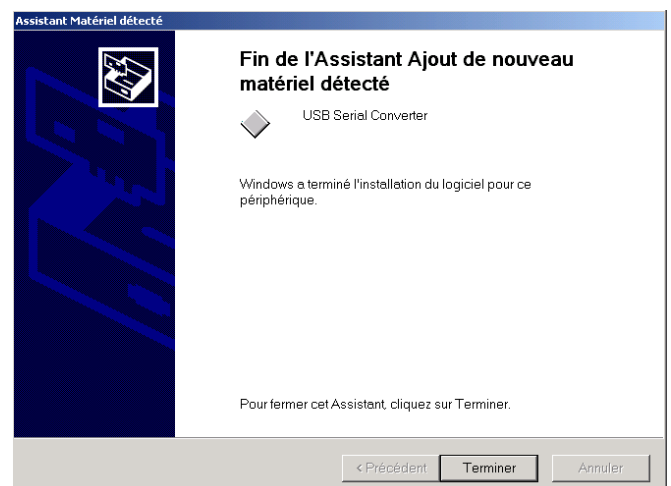 Assistant Matériel détecté
Fin de l'Assistant Ajout de nouveau
matériel détecté
USB Serial Converter
Windows a terminé l'installation du logiciel pour ce
périphérique.
Pour fermer cet Assistant, cliquez sur Terminer.
< Précédent Terminer Annuler